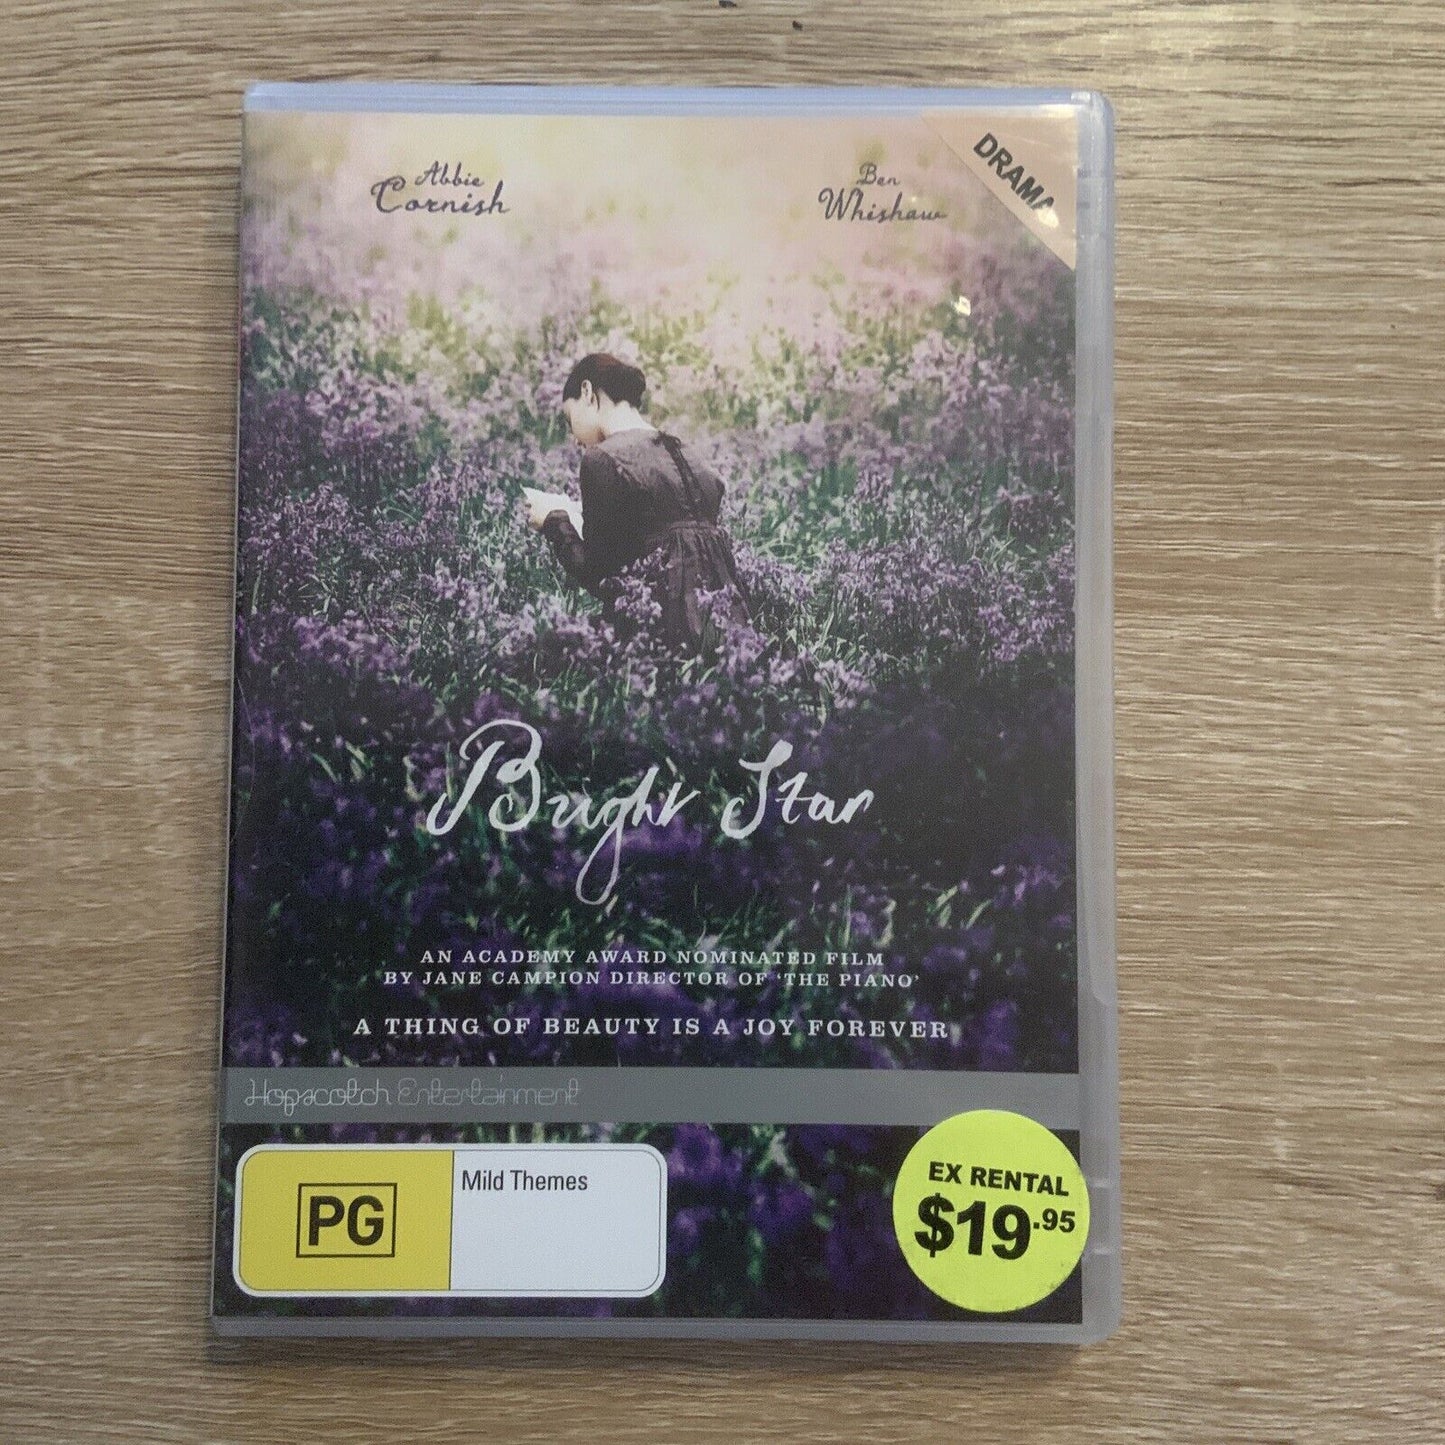 Abbie
Cornish
Ben
Whishaw
DRAMA
Bright Star
AN ACADEMY AWARD NOMINATED FILM
BY JANE CAMPION DIRECTOR OF 'THE PIANO'
A THING OF BEAUTY IS A JOY FOREVER
Hopscotch Entertainment
PG
Mild Themes
EX RENTAL
$19.95